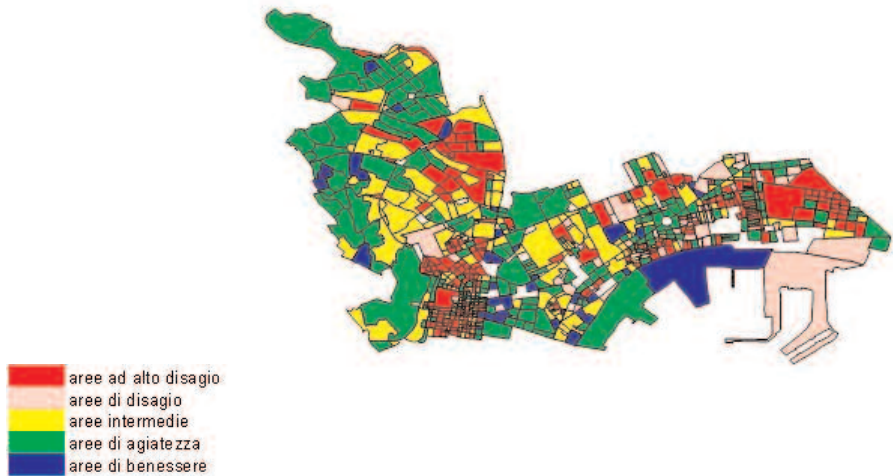 aree ad alto disagio
aree di disagio
aree intermedie
aree di agiatezza
aree di benessere